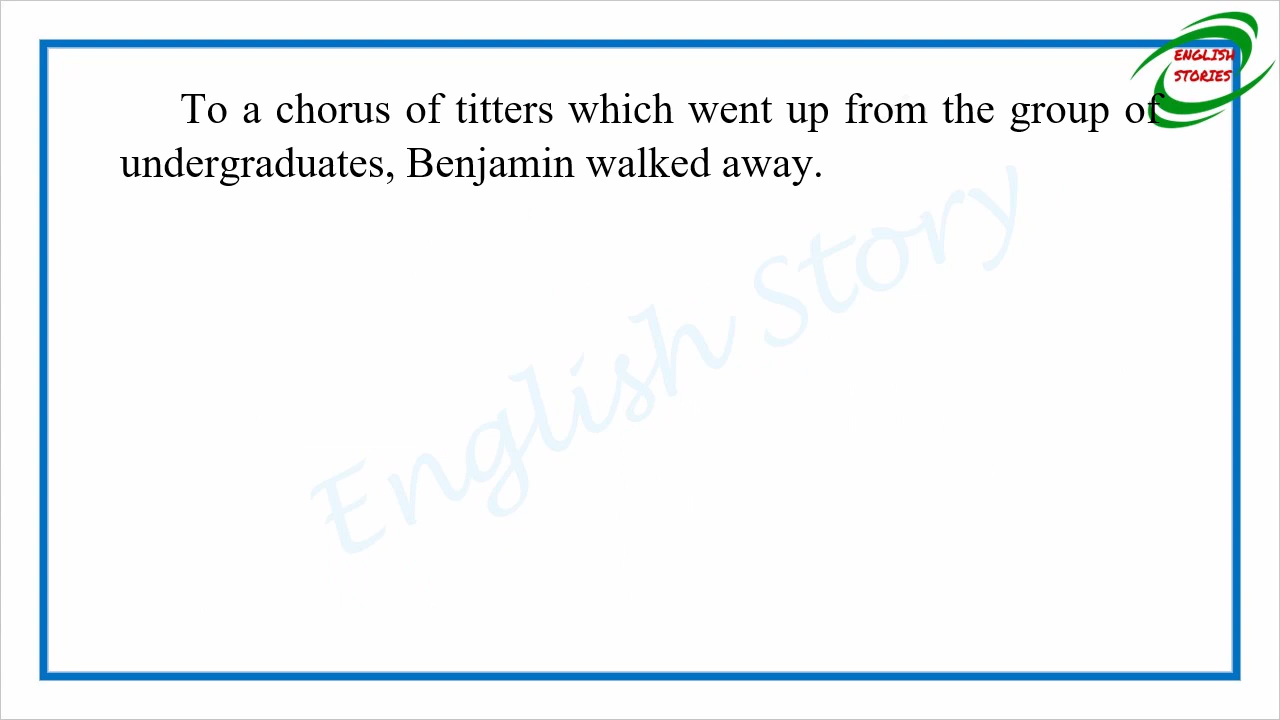 ENGLISH
STORIES
To a chorus of titters which went up from the group of
undergraduates, Benjamin walked away.
English Story